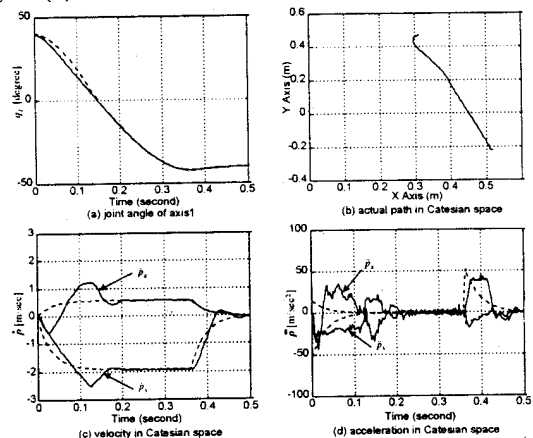 50
0
-50
q₁ [degree]
0 0.1 0.2 0.3 0.4 0.5
Time (second)
(a) joint angle of axis1
0.6
0.4
0.2
0
-0.2
-0.4
Y Axis (m)
0 0.1 0.2 0.3 0.4 0.5 0.6
X Axis (m)
(b) actual path in Catesian space
3
2
1
0
-1
-2
-3
ṗ [m/sec]
ṗₓ
ṗᵧ
0 0.1 0.2 0.3 0.4 0.5
Time (second)
(c) velocity in Catesian space
100
50
0
-50
-100
p̈ [m/sec²]
p̈ₓ
p̈ᵧ
0 0.1 0.2 0.3 0.4 0.5
Time (second)
(d) acceleration in Catesian space